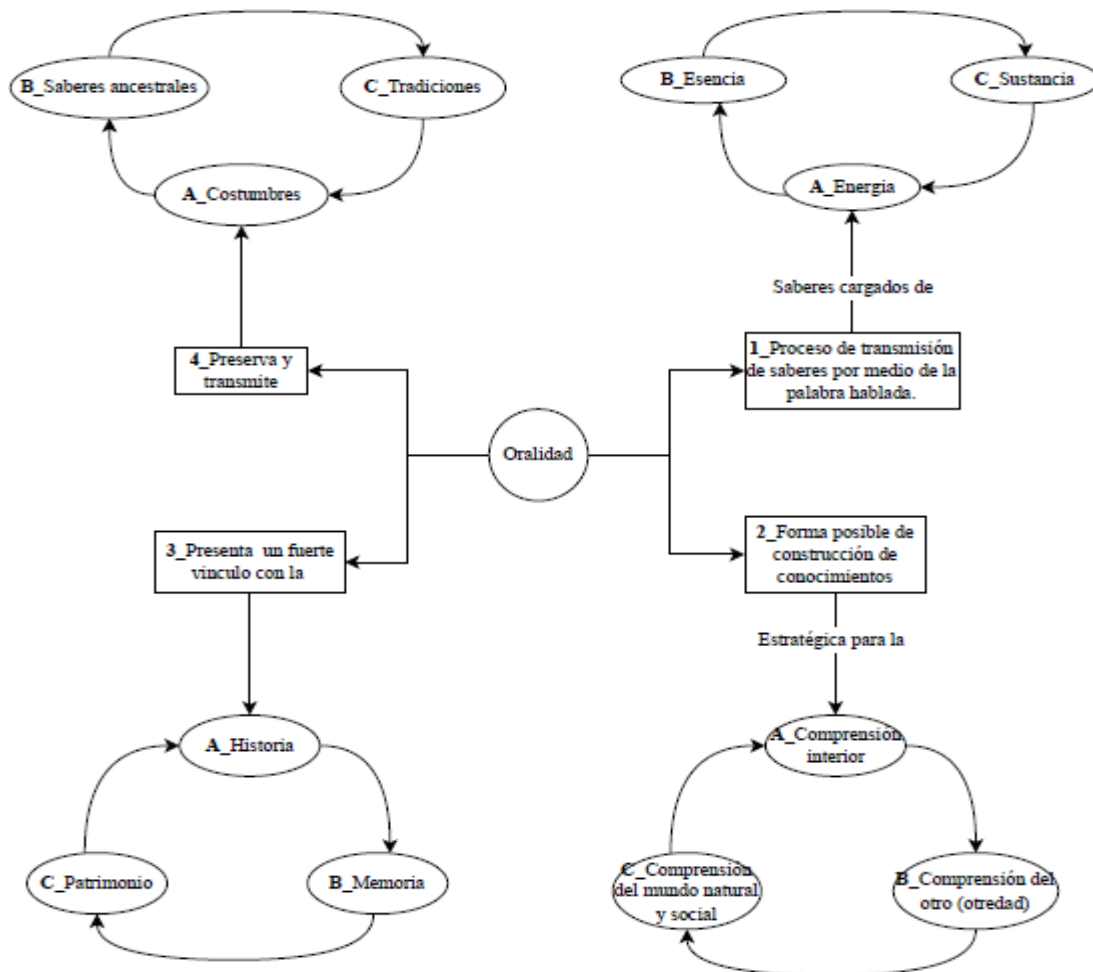 B_Saberes ancestrales
C_Tradiciones
A_Costumbres
4_Preserva y
transmite
B_Esencia
C_Sustancia
A_Energia
Saberes cargados de
1_Proceso de transmisión
de saberes por medio de la
palabra hablada.
Oralidad
3_Presenta un fuerte
vinculo con la
A_Historia
C_Patrimonio
B_Memoria
2_Forma posible de
construcción de
conocimientos
Estratégica para la
A_Comprensión
interior
C_Comprensión
del mundo natural
y social
B_Comprensión del
otro (otredad)